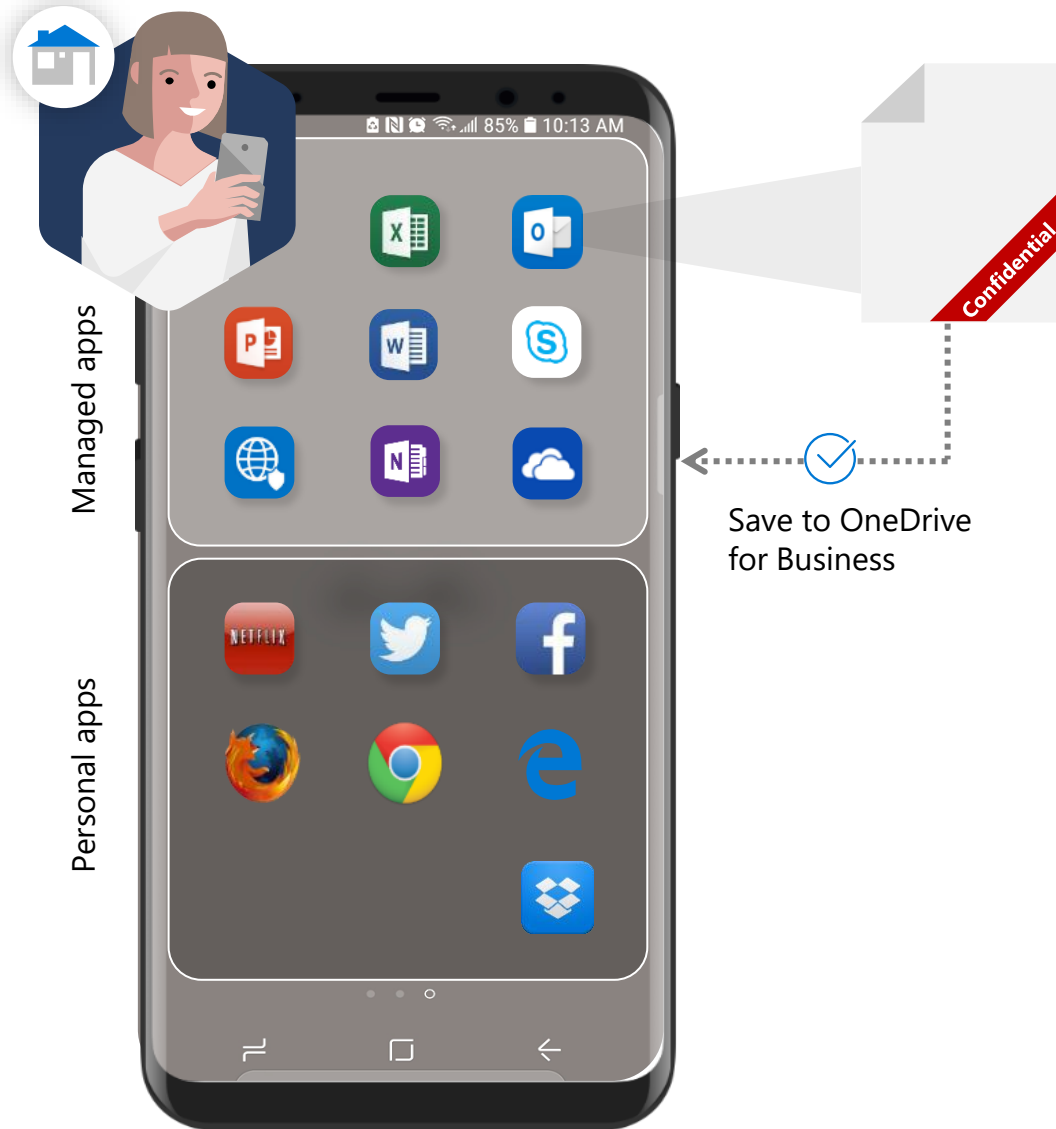 85% 10:13 AM
Confidential
Managed apps
X
O
P
W
S
N
Save to OneDrive
for Business
Personal apps
NETFLIX
f
e